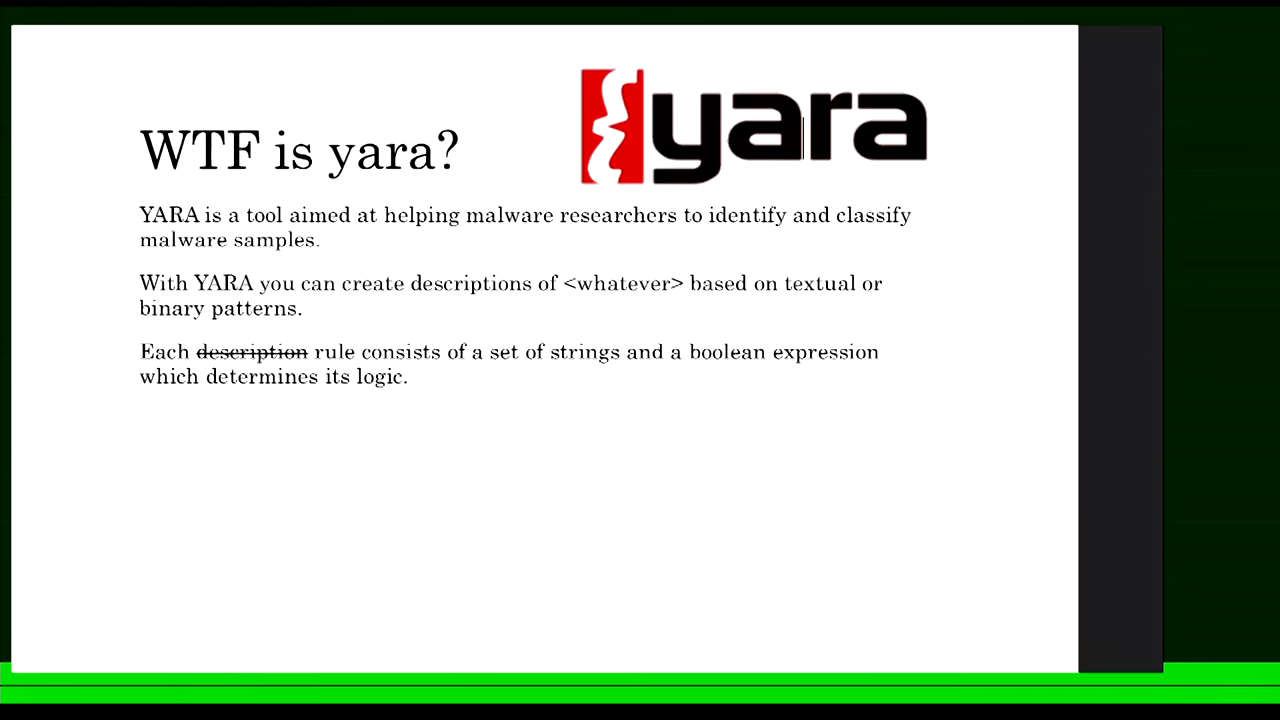 yara
WTF is yara?
YARA is a tool aimed at helping malware researchers to identify and classify
malware samples.
With YARA you can create descriptions of <whatever> based on textual or
binary patterns.
Each description rule consists of a set of strings and a boolean expression
which determines its logic.